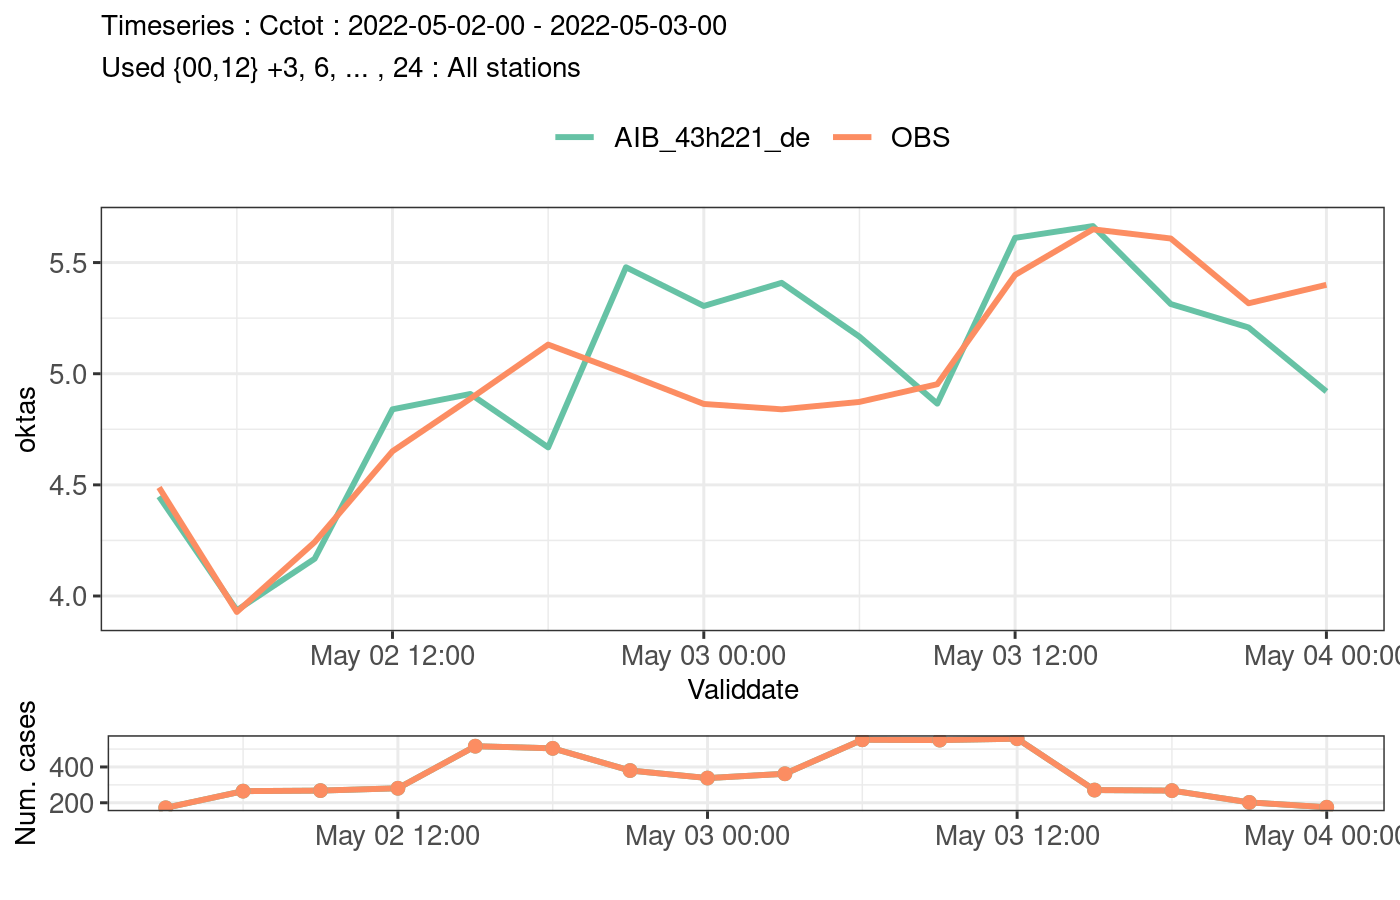 Timeseries : Cctot : 2022-05-02-00 - 2022-05-03-00
Used {00,12} +3, 6, ... , 24 : All stations
AIB_43h221_de OBS
5.5
5.0
4.5
4.0
oktas
May 02 12:00 May 03 00:00 May 03 12:00 May 04 00:00
Validdate
Num. cases
400
200
May 02 12:00 May 03 00:00 May 03 12:00 May 04 00:00